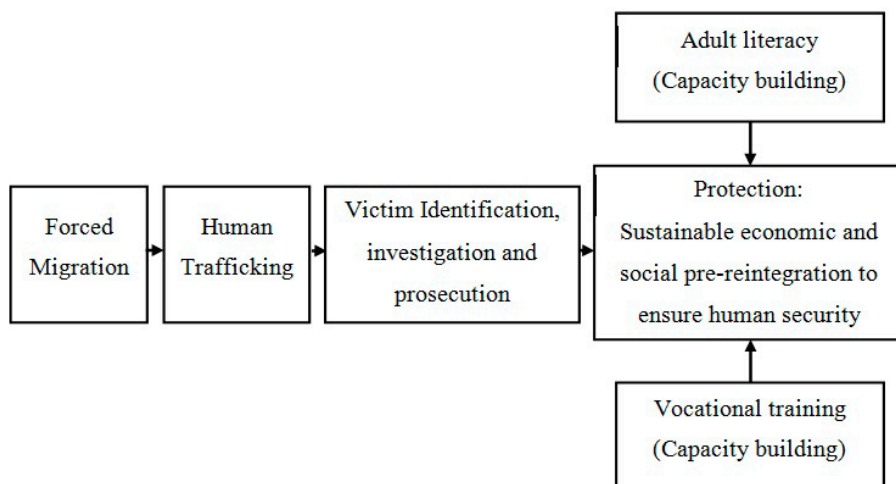 Adult literacy
(Capacity building)
Forced
Migration
Human
Trafficking
Victim Identification,
investigation and
prosecution
Protection:
Sustainable economic and
social pre-reintegration to
ensure human security
Vocational training
(Capacity building)